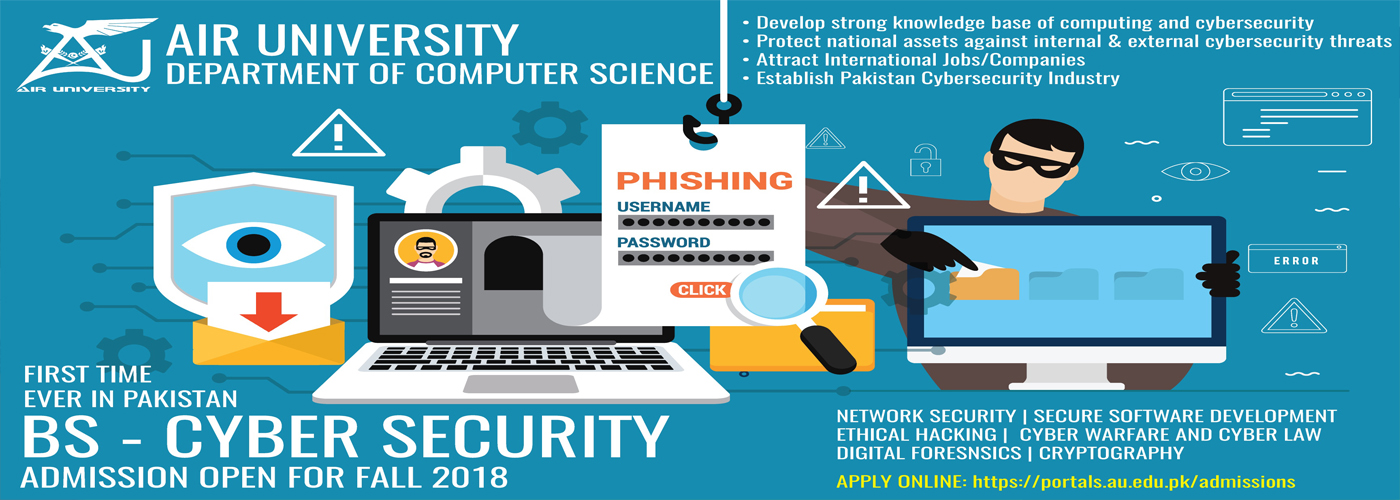 AIR UNIVERSITY
AIR UNIVERSITY
DEPARTMENT OF COMPUTER SCIENCE
• Develop strong knowledge base of computing and cybersecurity
• Protect national assets against internal & external cybersecurity threats
• Attract International Jobs/Companies
• Establish Pakistan Cybersecurity Industry
PHISHING
USERNAME
PASSWORD
CLICK
ERROR
FIRST TIME
EVER IN PAKISTAN
BS - CYBER SECURITY
ADMISSION OPEN FOR FALL 2018
NETWORK SECURITY | SECURE SOFTWARE DEVELOPMENT
ETHICAL HACKING | CYBER WARFARE AND CYBER LAW
DIGITAL FORESNSICS | CRYPTOGRAPHY
APPLY ONLINE: https://portals.au.edu.pk/admissions